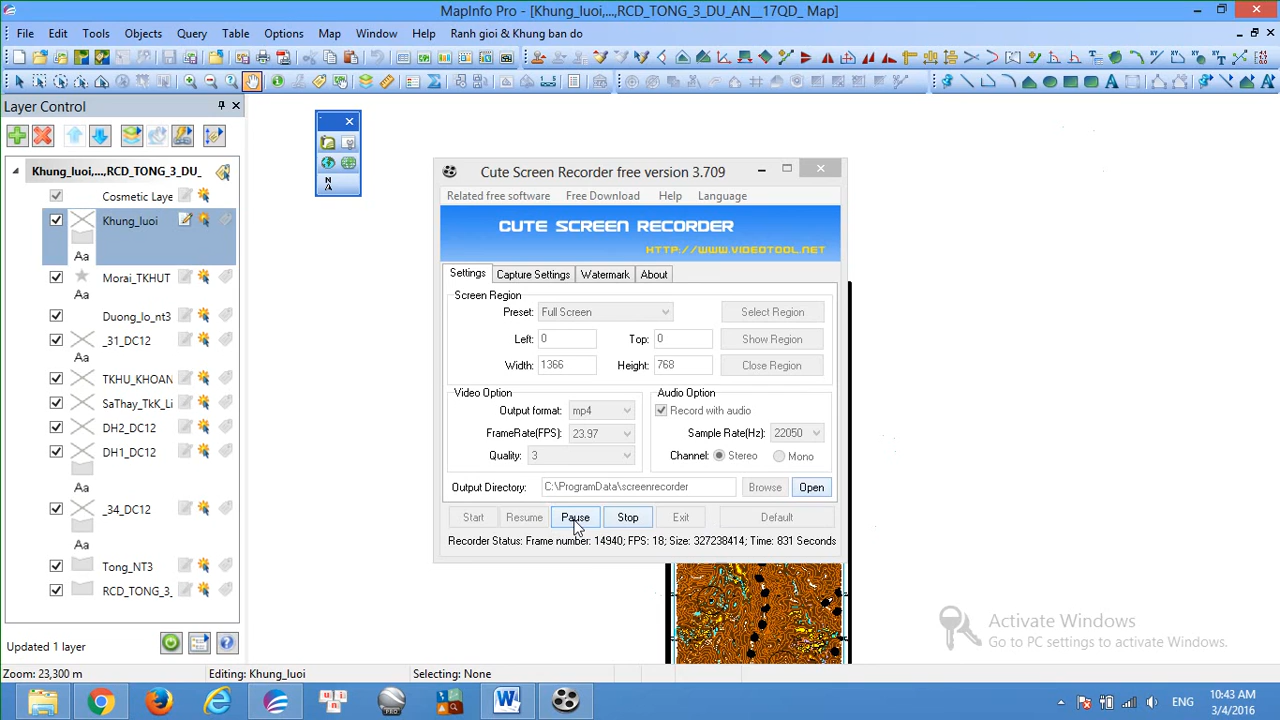 MapInfo Pro - [Khung_luoi,...,RCD_TONG_3_DU_AN__17QD_ Map]
File Edit Tools Objects Query Table Options Map Window Help Ranh gioi & Khung ban do
Layer Control
Khung_luoi,...,RCD_TONG_3_DU_
Cosmetic Laye
Khung_luoi
Aa
Morai_TKHUT
Aa
Duong_lo_nt3
_31_DC12
Aa
TKHU_KHOAN
SaThay_TkK_Li
DH2_DC12
DH1_DC12
Aa
_34_DC12
Aa
Tong_NT3
RCD_TONG_3_
Updated 1 layer
Cute Screen Recorder free version 3.709
Related free software Free Download Help Language
CUTE SCREEN RECORDER
HTTP://WWW.VIDEOTOOL.NET
Settings Capture Settings Watermark About
Screen Region
Preset: Full Screen Select Region
Left: 0 Top: 0 Show Region
Width: 1366 Height: 768 Close Region
Video Option Audio Option
Output format: mp4 Record with audio
FrameRate(FPS): 23.97 Sample Rate(Hz): 22050
Quality: 3 Channel: Stereo Mono
Output Directory: C:\ProgramData\screenrecorder Browse Open
Start Resume Pause Stop Exit Default
Recorder Status: Frame number: 14940; FPS: 18; Size: 327238414; Time: 831 Seconds
Activate Windows
Go to PC settings to activate Windows.
Zoom: 23,300 m Editing: Khung_luoi Selecting: None
ENG
10:43 AM
3/4/2016